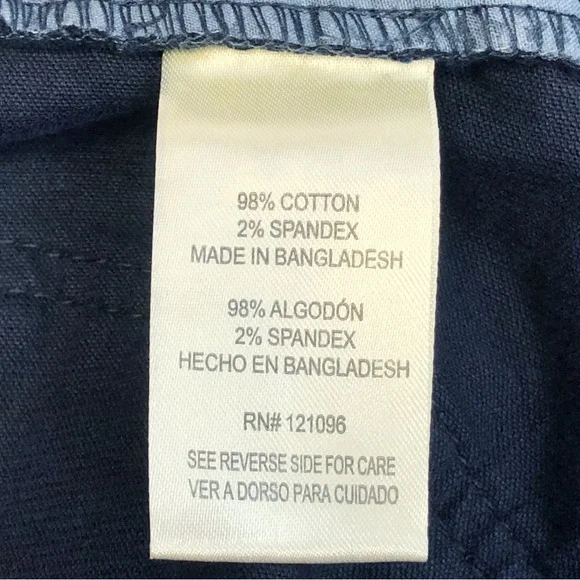 98% COTTON
2% SPANDEX
MADE IN BANGLADESH
98% ALGODÓN
2% SPANDEX
HECHO EN BANGLADESH
RN# 121096
SEE REVERSE SIDE FOR CARE
VER A DORSO PARA CUIDADO